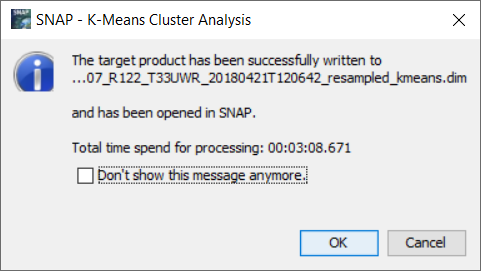 SNAP - K-Means Cluster Analysis
The target product has been successfully written to
...07_R122_T33UWR_20180421T120642_resampled_kmeans.dim
and has been opened in SNAP.
Total time spend for processing: 00:03:08.671
Don't show this message anymore.
OK
Cancel